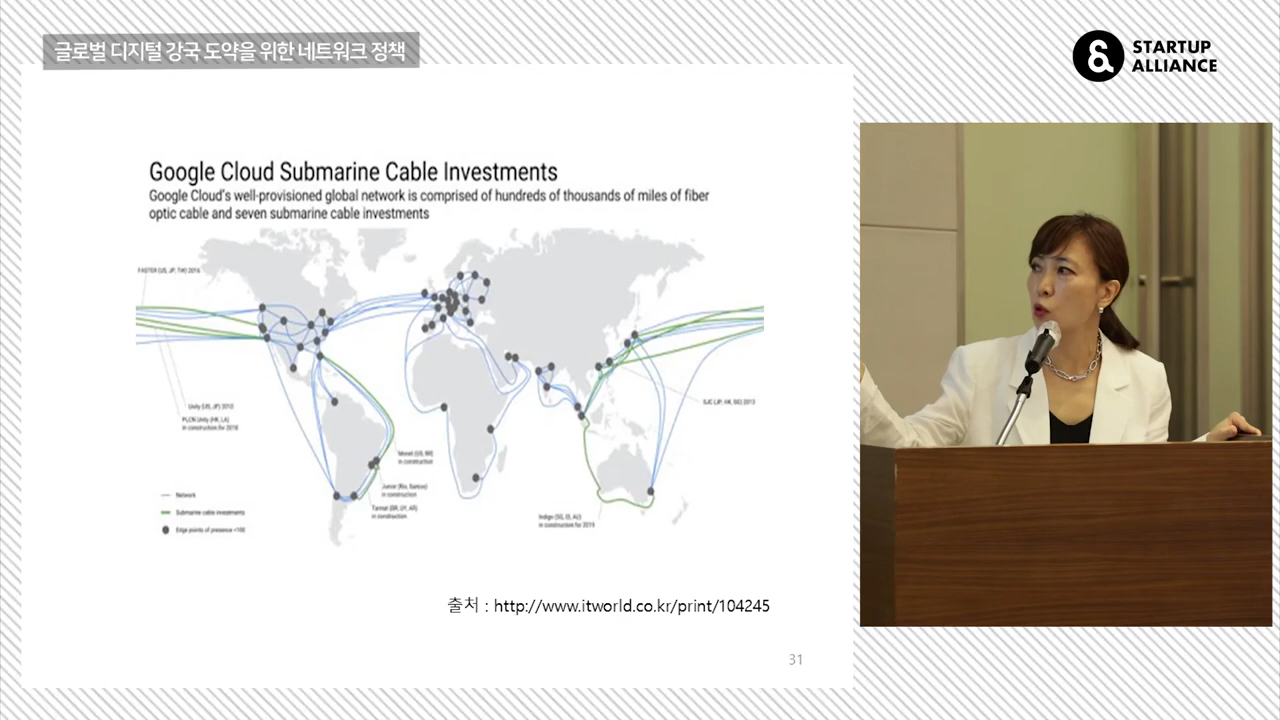 글로벌 디지털 강국 도약을 위한 네트워크 정책
STARTUP
ALLIANCE
Google Cloud Submarine Cable Investments
Google Cloud's well-provisioned global network is comprised of hundreds of thousands of miles of fiber
optic cable and seven submarine cable investments
FASTER (US, JP, TW) 2016
Unity (US, JP) 2010
PLCN Unity (HK, LA)
in construction for 2018
SJC (JP, HK, SG) 2013
Monet (US, BR)
in construction
Junior (Rio, Santos)
in construction
Tannat (BR, UY, AR)
in construction
Indigo (SG, ID, AU)
in construction for 2019
Network
Submarine cable investments
Edge points of presence <100
출처 : http://www.itworld.co.kr/print/104245
31